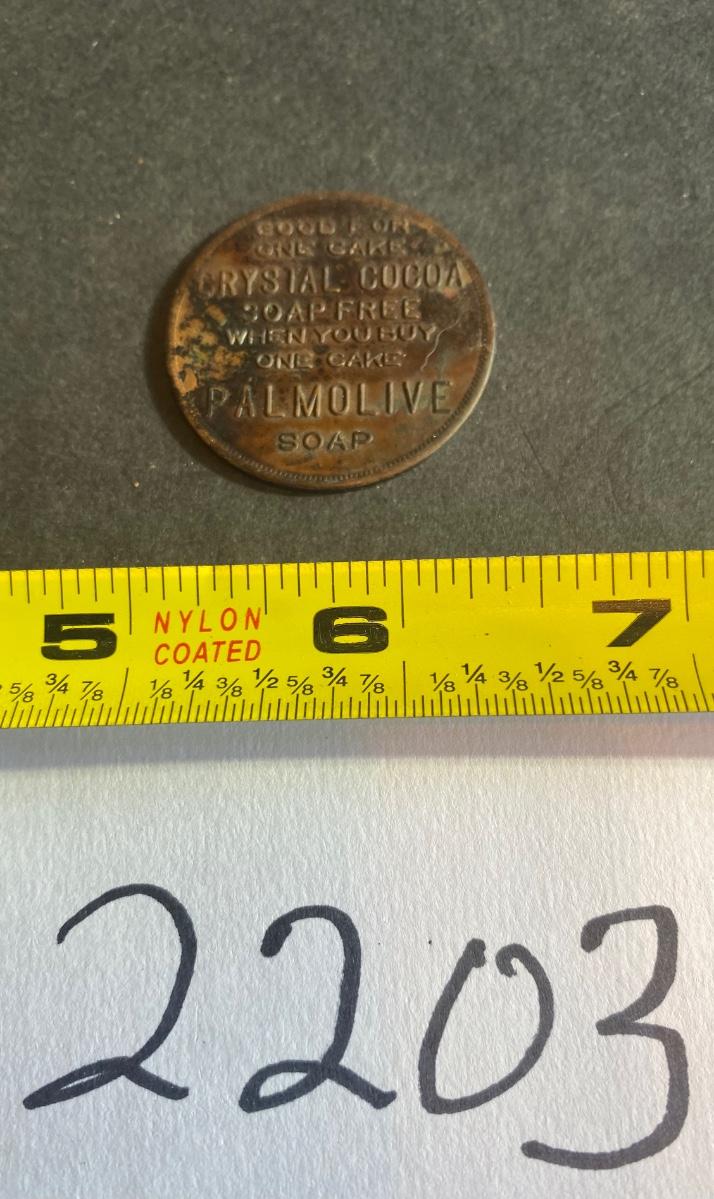 GOOD FOR
ONE CAKE
CRYSTAL COCOA
SOAP FREE
WHEN YOU BUY
ONE CAKE
PALMOLIVE
SOAP
5 NYLON COATED 6 7
5/8 3/4 7/8 1/8 1/4 3/8 1/2 5/8 3/4 7/8 1/8 1/4 3/8 1/2 5/8 3/4 7/8
2203